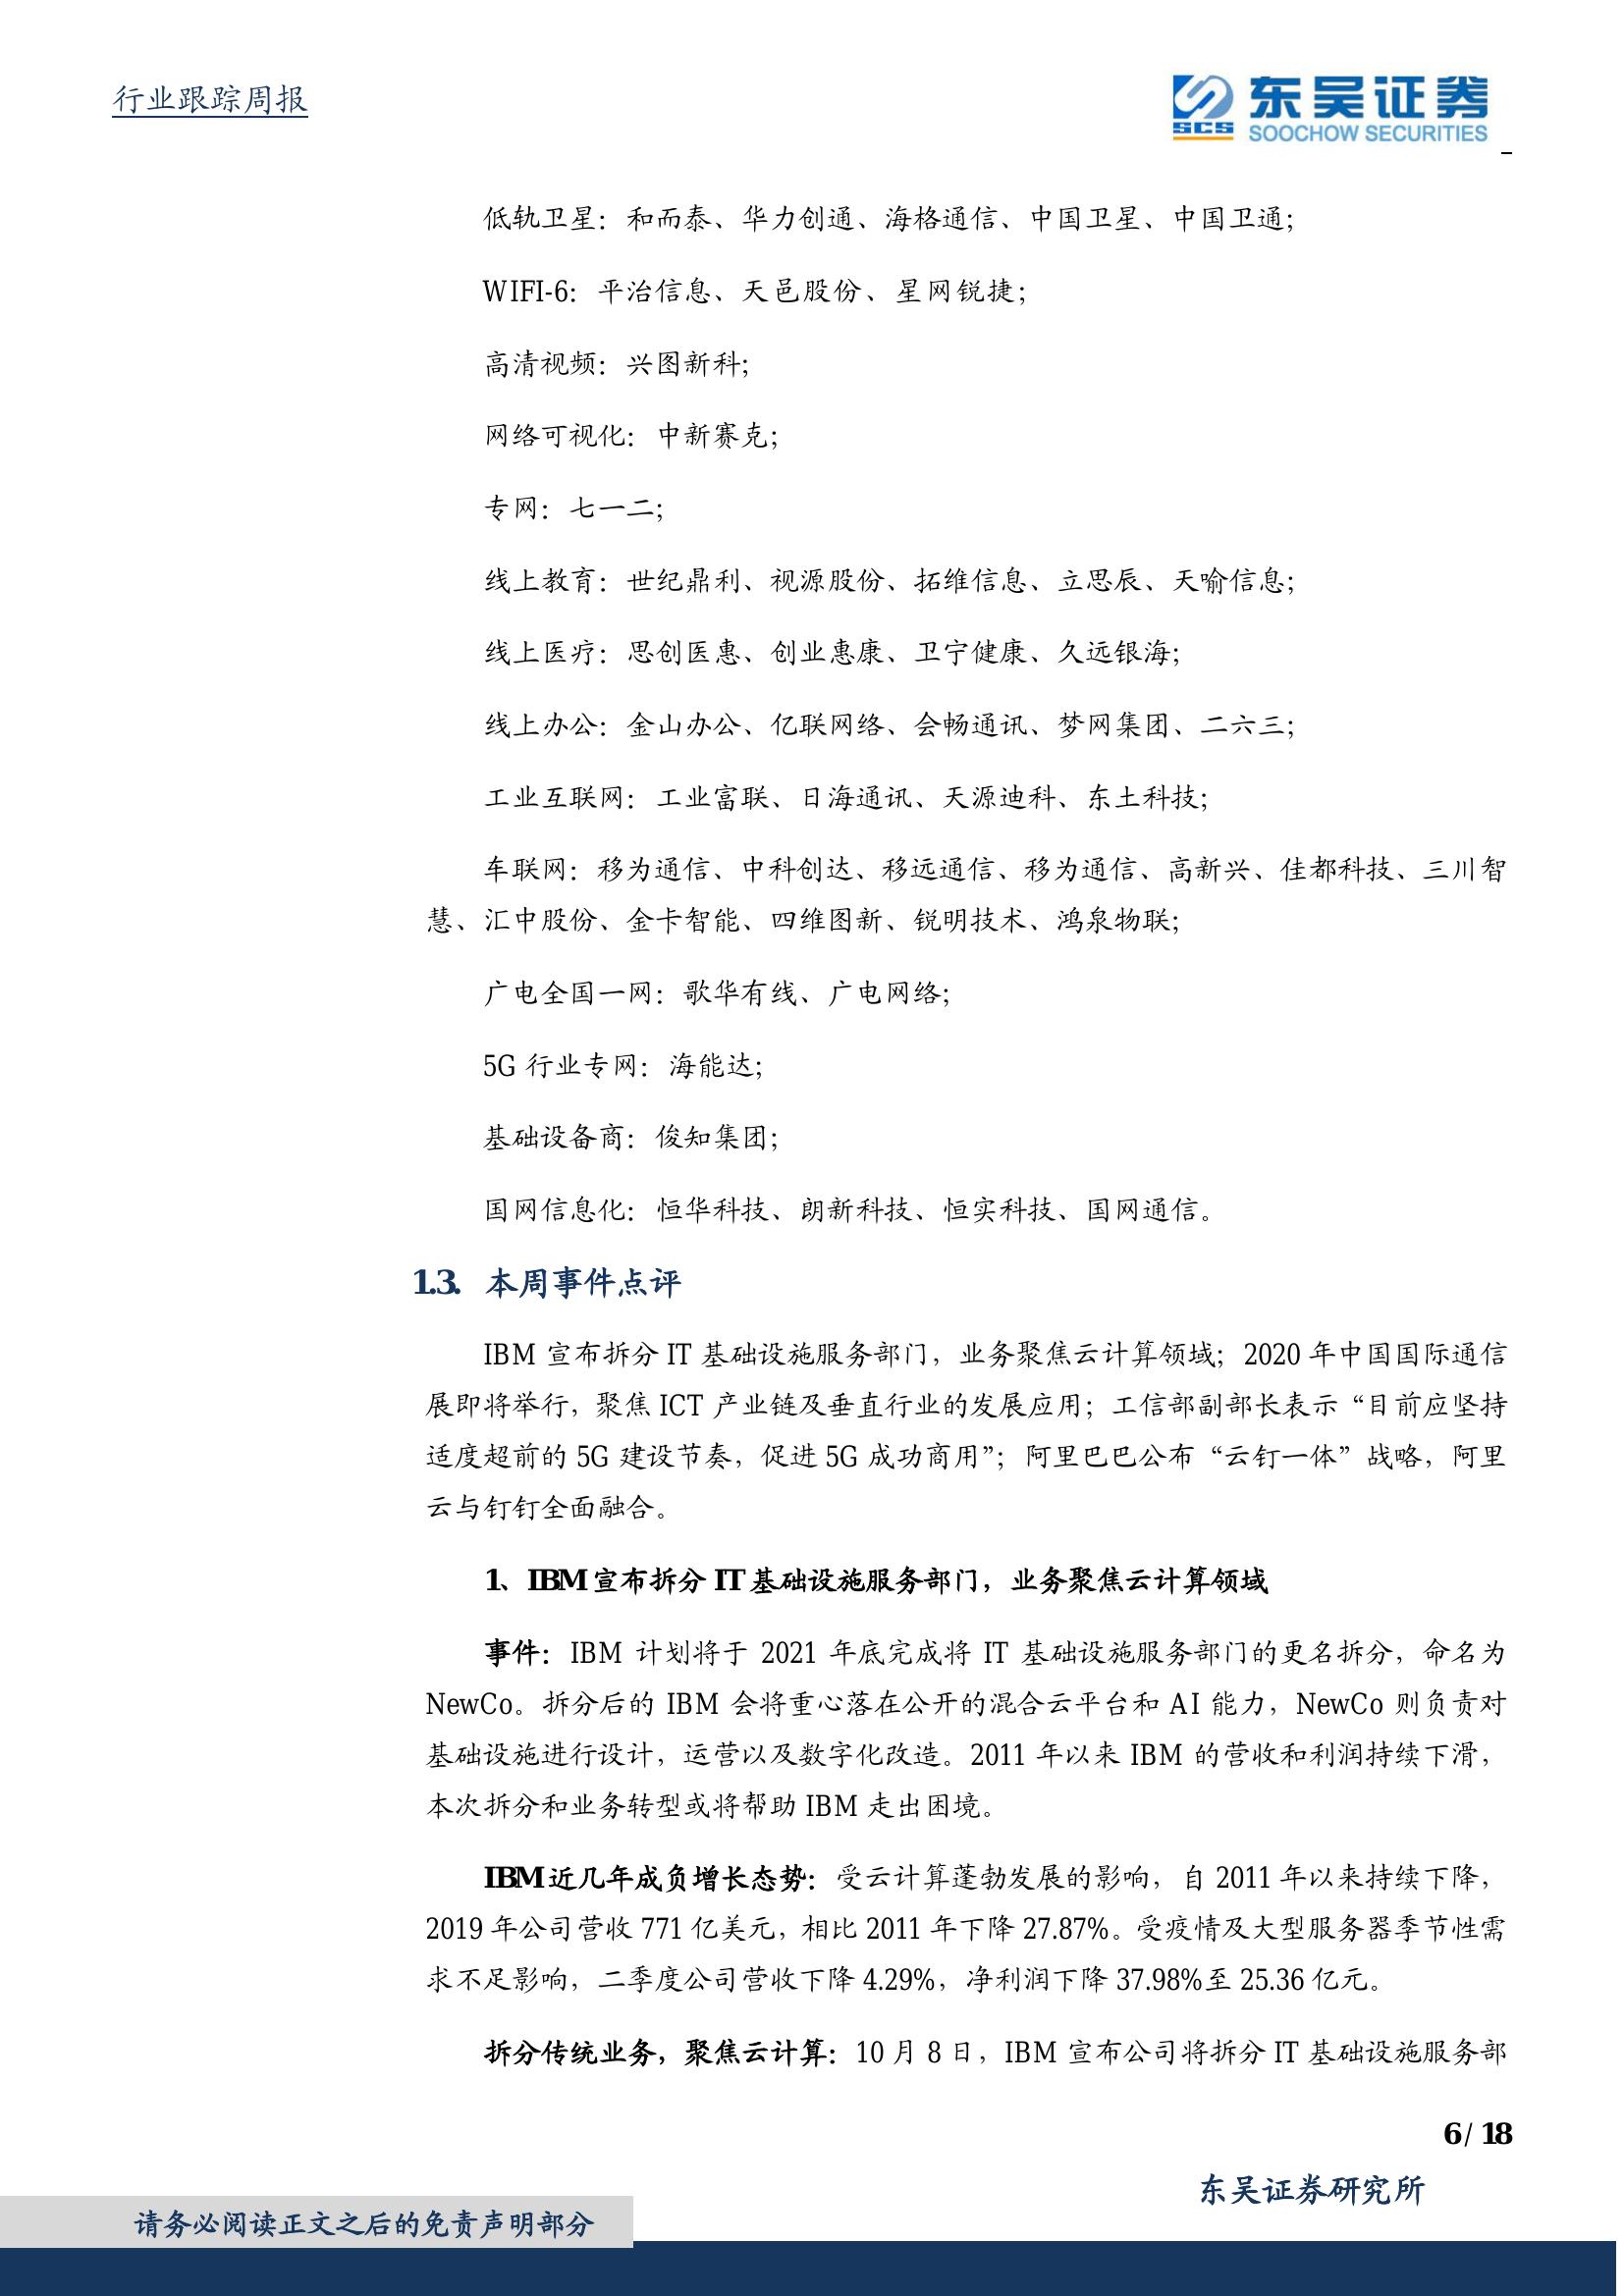 行业跟踪周报
SCS
东吴证券
SOOCHOW SECURITIES
低轨卫星：和而泰、华力创通、海格通信、中国卫星、中国卫通；
WIFI-6：平治信息、天邑股份、星网锐捷；
高清视频：兴图新科；
网络可视化：中新赛克；
专网：七一二；
线上教育：世纪鼎利、视源股份、拓维信息、立思辰、天喻信息；
线上医疗：思创医惠、创业惠康、卫宁健康、久远银海；
线上办公：金山办公、亿联网络、会畅通讯、梦网集团、二六三；
工业互联网：工业富联、日海通讯、天源迪科、东土科技；
车联网：移为通信、中科创达、移远通信、移为通信、高新兴、佳都科技、三川智
慧、汇中股份、金卡智能、四维图新、锐明技术、鸿泉物联；
广电全国一网：歌华有线、广电网络；
5G 行业专网：海能达；
基础设备商：俊知集团；
国网信息化：恒华科技、朗新科技、恒实科技、国网通信。
1.3. 本周事件点评
IBM 宣布拆分 IT 基础设施服务部门，业务聚焦云计算领域；2020 年中国国际通信
展即将举行，聚焦 ICT 产业链及垂直行业的发展应用；工信部副部长表示“目前应坚持
适度超前的 5G 建设节奏，促进 5G 成功商用”；阿里巴巴公布“云钉一体”战略，阿里
云与钉钉全面融合。
1、IBM 宣布拆分 IT 基础设施服务部门，业务聚焦云计算领域
事件：IBM 计划将于 2021 年底完成将 IT 基础设施服务部门的更名拆分，命名为
NewCo。拆分后的 IBM 会将重心落在公开的混合云平台和 AI 能力，NewCo 则负责对
基础设施进行设计，运营以及数字化改造。2011 年以来 IBM 的营收和利润持续下滑，
本次拆分和业务转型或将帮助 IBM 走出困境。
IBM 近几年成负增长态势：受云计算蓬勃发展的影响，自 2011 年以来持续下降，
2019 年公司营收 771 亿美元，相比 2011 年下降 27.87%。受疫情及大型服务器季节性需
求不足影响，二季度公司营收下降 4.29%，净利润下降 37.98%至 25.36 亿元。
拆分传统业务，聚焦云计算：10 月 8 日，IBM 宣布公司将拆分 IT 基础设施服务部
6 / 18
东吴证券研究所
请务必阅读正文之后的免责声明部分